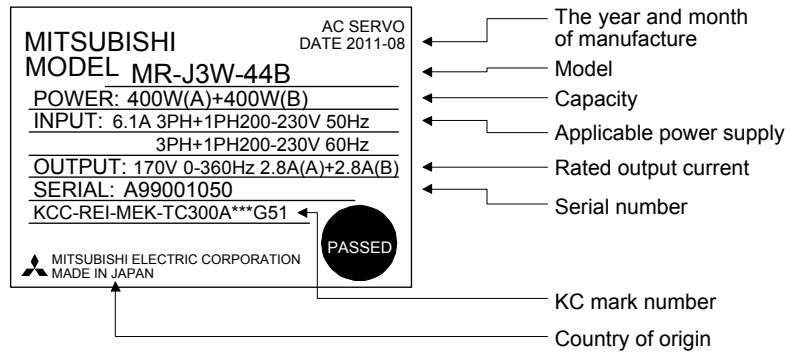 AC SERVO
MITSUBISHI
DATE 2011-08
MODEL MR-J3W-44B
POWER: 400W(A)+400W(B)
INPUT: 6.1A 3PH+1PH200-230V 50Hz
3PH+1PH200-230V 60Hz
OUTPUT: 170V 0-360Hz 2.8A(A)+2.8A(B)
SERIAL: A99001050
KCC-REI-MEK-TC300A***G51
PASSED
MITSUBISHI ELECTRIC CORPORATION
MADE IN JAPAN
The year and month
of manufacture
Model
Capacity
Applicable power supply
Rated output current
Serial number
KC mark number
Country of origin